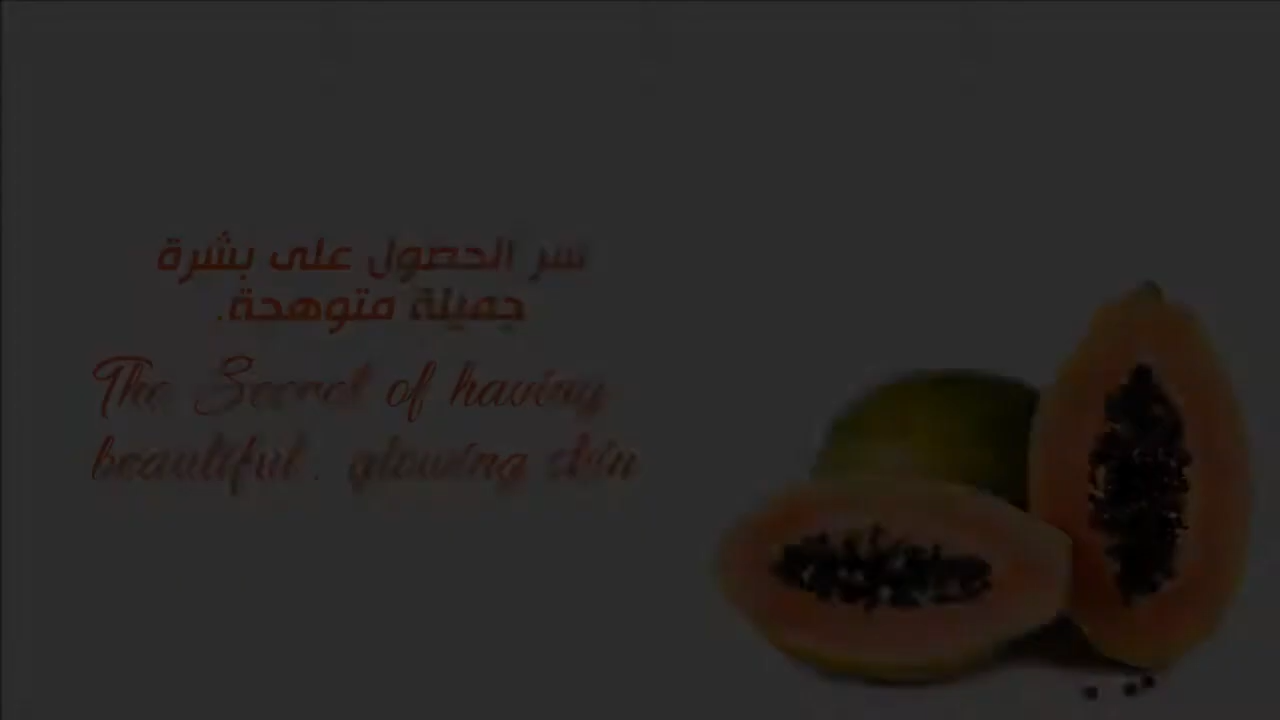 سر الحصول على بشرة
جميلة متوهجة.
The Secret of having
beautiful, glowing skin